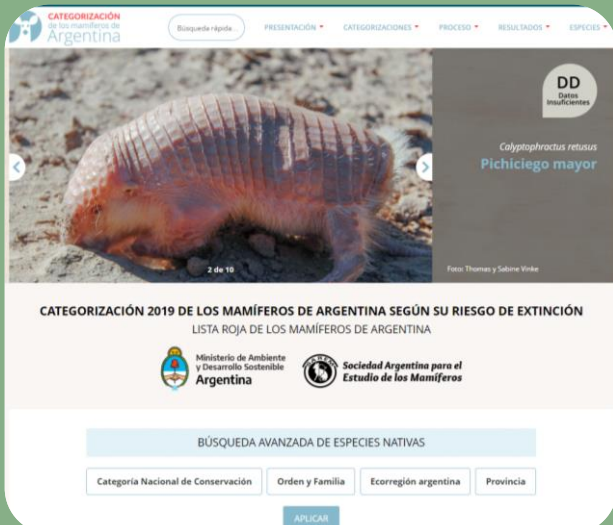 CATEGORIZACIÓN
de los mamíferos de
Argentina
Búsqueda rápida...
PRESENTACIÓN
CATEGORIZACIONES
PROCESO
RESULTADOS
ESPECIES
DD
Datos
Insuficientes
Calyptophractus retusus
Pichiciego mayor
2 de 10
Foto: Thomas y Sabine Vinke
CATEGORIZACIÓN 2019 DE LOS MAMÍFEROS DE ARGENTINA SEGÚN SU RIESGO DE EXTINCIÓN
LISTA ROJA DE LOS MAMÍFEROS DE ARGENTINA
Ministerio de Ambiente
y Desarrollo Sostenible
Argentina
Sociedad Argentina para el
Estudio de los Mamíferos
BÚSQUEDA AVANZADA DE ESPECIES NATIVAS
Categoría Nacional de Conservación
Orden y Familia
Ecorregión argentina
Provincia
APLICAR